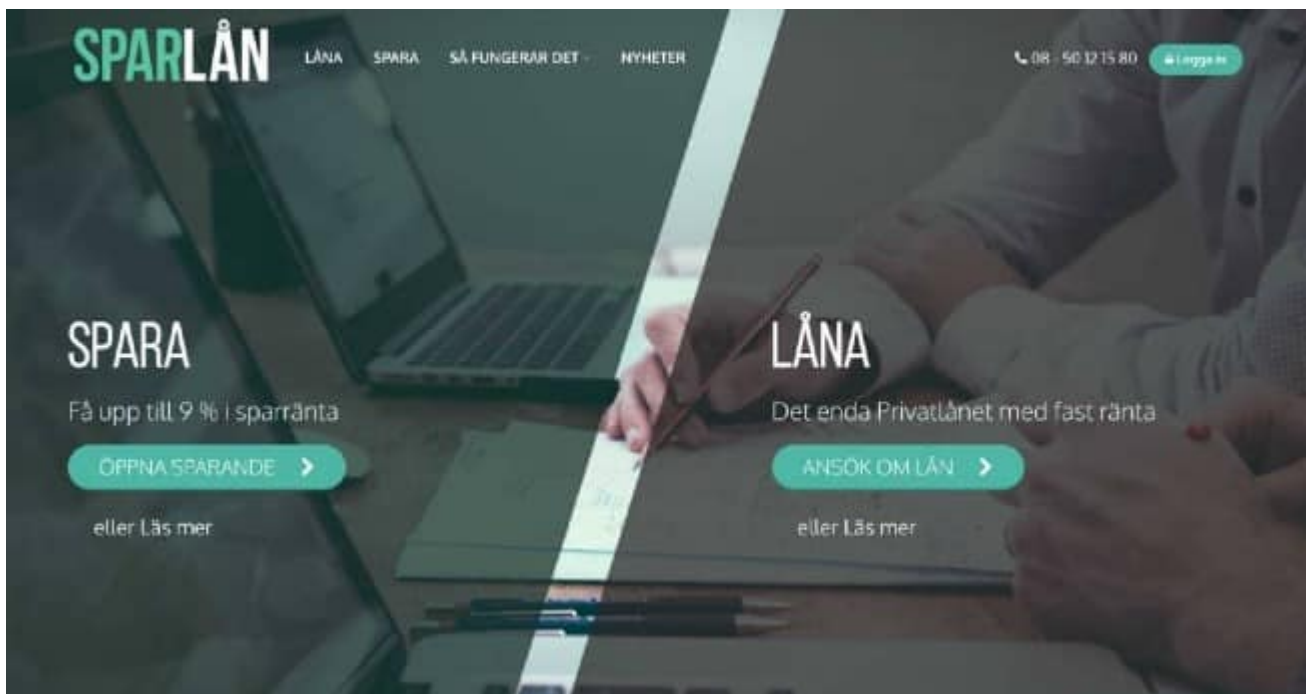 SPARLÅN
LÅNA SPARA SÅ FUNGERAR DET NYHETER
08 - 50 12 15 80 Logga in
SPARA
Få upp till 9 % i sparränta
ÖPPNA SPARANDE
eller Läs mer
LÅNA
Det enda Privatlånet med fast ränta
ANSÖK OM LÅN
eller Läs mer